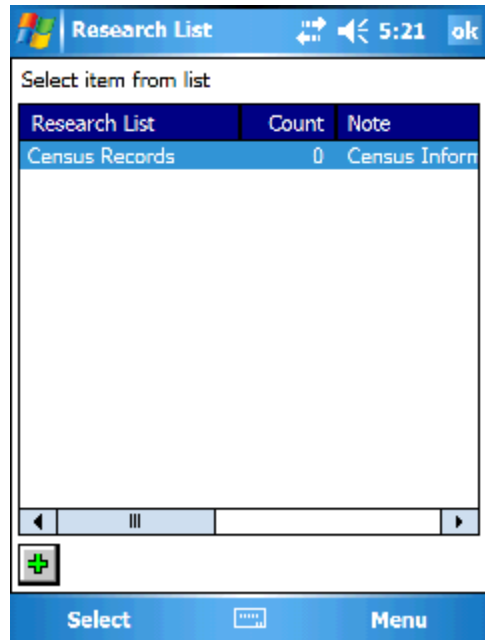 Research List 5:21 ok
Select item from list
Research List Count Note
Census Records 0 Census Inform
Select Menu